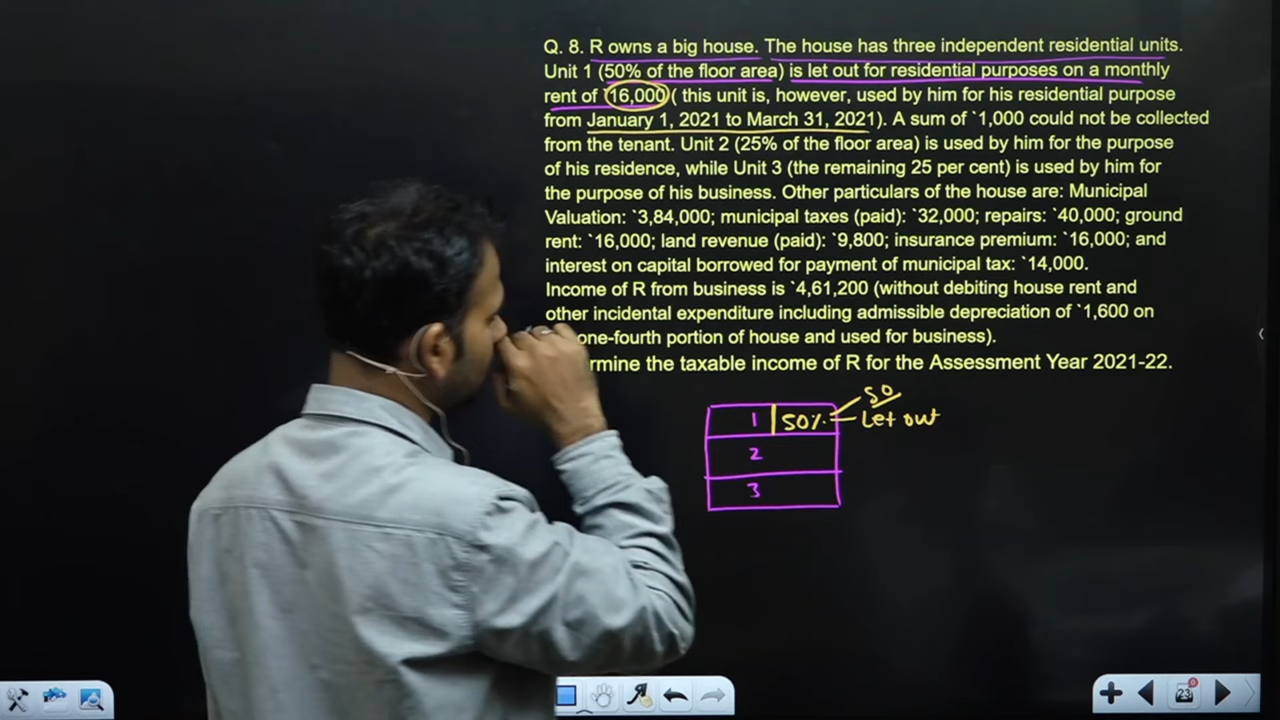 Q. 8. R owns a big house. The house has three independent residential units.
Unit 1 (50% of the floor area) is let out for residential purposes on a monthly
rent of `16,000 ( this unit is, however, used by him for his residential purpose
from January 1, 2021 to March 31, 2021). A sum of `1,000 could not be collected
from the tenant. Unit 2 (25% of the floor area) is used by him for the purpose
of his residence, while Unit 3 (the remaining 25 per cent) is used by him for
the purpose of his business. Other particulars of the house are: Municipal
Valuation: `3,84,000; municipal taxes (paid): `32,000; repairs: `40,000; ground
rent: `16,000; land revenue (paid): `9,800; insurance premium: `16,000; and
interest on capital borrowed for payment of municipal tax: `14,000.
Income of R from business is `4,61,200 (without debiting house rent and
other incidental expenditure including admissible depreciation of `1,600 on
one-fourth portion of house and used for business).
rmine the taxable income of R for the Assessment Year 2021-22.
1 50% Let out
2
3
23
0